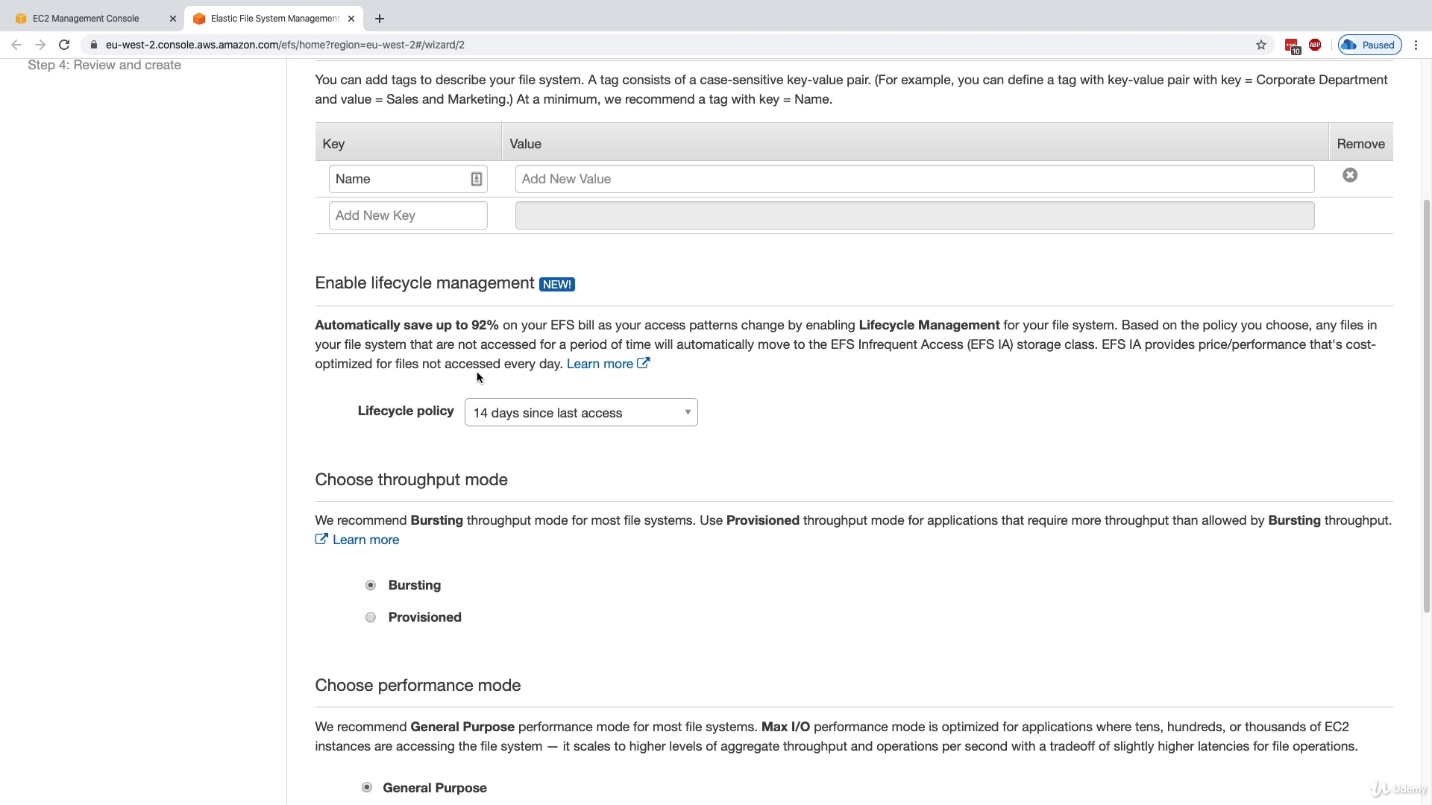 EC2 Management Console
Elastic File System Management
eu-west-2.console.aws.amazon.com/efs/home?region=eu-west-2#/wizard/2
10
ABP
Paused
Step 4: Review and create
You can add tags to describe your file system. A tag consists of a case-sensitive key-value pair. (For example, you can define a tag with key-value pair with key = Corporate Department
and value = Sales and Marketing.) At a minimum, we recommend a tag with key = Name.
Key Value Remove
Name Add New Value
Add New Key
Enable lifecycle management NEW!
Automatically save up to 92% on your EFS bill as your access patterns change by enabling Lifecycle Management for your file system. Based on the policy you choose, any files in
your file system that are not accessed for a period of time will automatically move to the EFS Infrequent Access (EFS IA) storage class. EFS IA provides price/performance that's cost-
optimized for files not accessed every day. Learn more
Lifecycle policy 14 days since last access
Choose throughput mode
We recommend Bursting throughput mode for most file systems. Use Provisioned throughput mode for applications that require more throughput than allowed by Bursting throughput.
Learn more
Bursting
Provisioned
Choose performance mode
We recommend General Purpose performance mode for most file systems. Max I/O performance mode is optimized for applications where tens, hundreds, or thousands of EC2
instances are accessing the file system — it scales to higher levels of aggregate throughput and operations per second with a tradeoff of slightly higher latencies for file operations.
General Purpose
Udemy